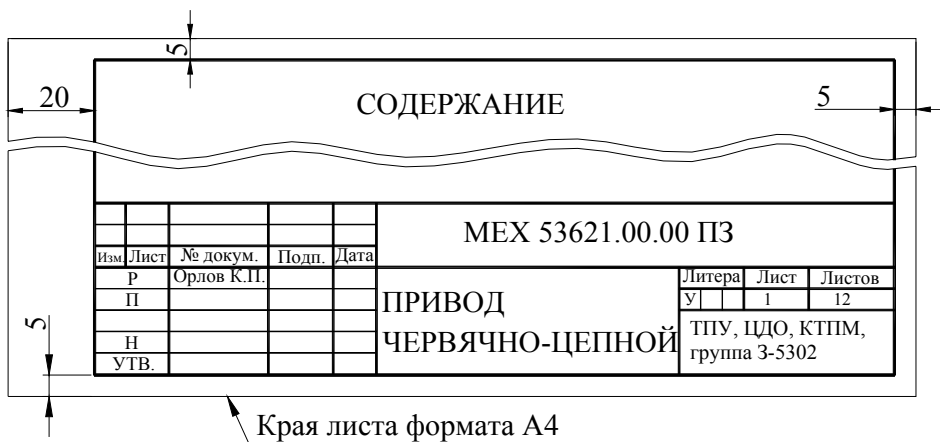 5
20
СОДЕРЖАНИЕ
5
МЕХ 53621.00.00 ПЗ
Изм. Лист № докум. Подп. Дата
Р Орлов К.П.
П
Н
УТВ.
ПРИВОД
ЧЕРВЯЧНО-ЦЕПНОЙ
Литера Лист Листов
У 1 12
ТПУ, ЦДО, КТПМ,
группа З-5302
5
Края листа формата А4